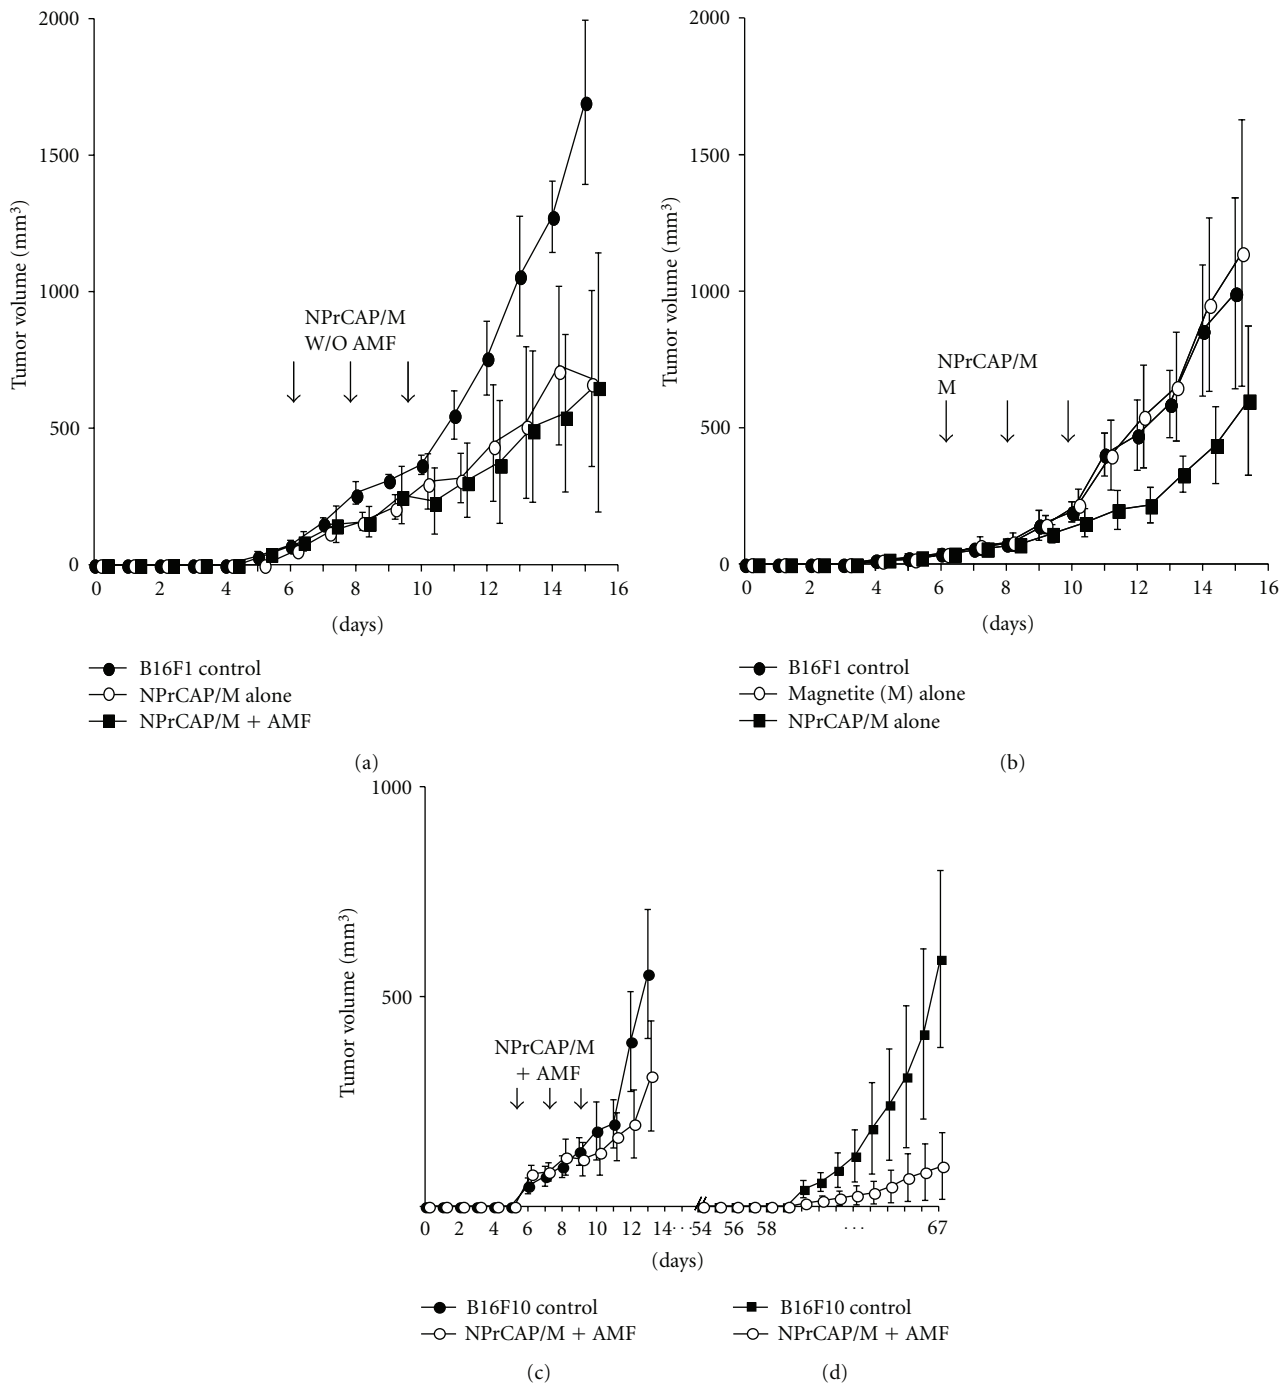 2000
1500
1000
500
0
Tumor volume (mm³)
NPrCAP/M
W/O AMF
0 2 4 6 8 10 12 14 16
(days)
B16F1 control
NPrCAP/M alone
NPrCAP/M + AMF
(a)
2000
1500
1000
500
0
Tumor volume (mm³)
NPrCAP/M
M
0 2 4 6 8 10 12 14 16
(days)
B16F1 control
Magnetite (M) alone
NPrCAP/M alone
(b)
1000
500
Tumor volume (mm³)
NPrCAP/M
+ AMF
0 2 4 6 8 10 12 14 ··· 54 56 58 ··· 67
(days)
B16F10 control
NPrCAP/M + AMF
(c)
B16F10 control
NPrCAP/M + AMF
(d)